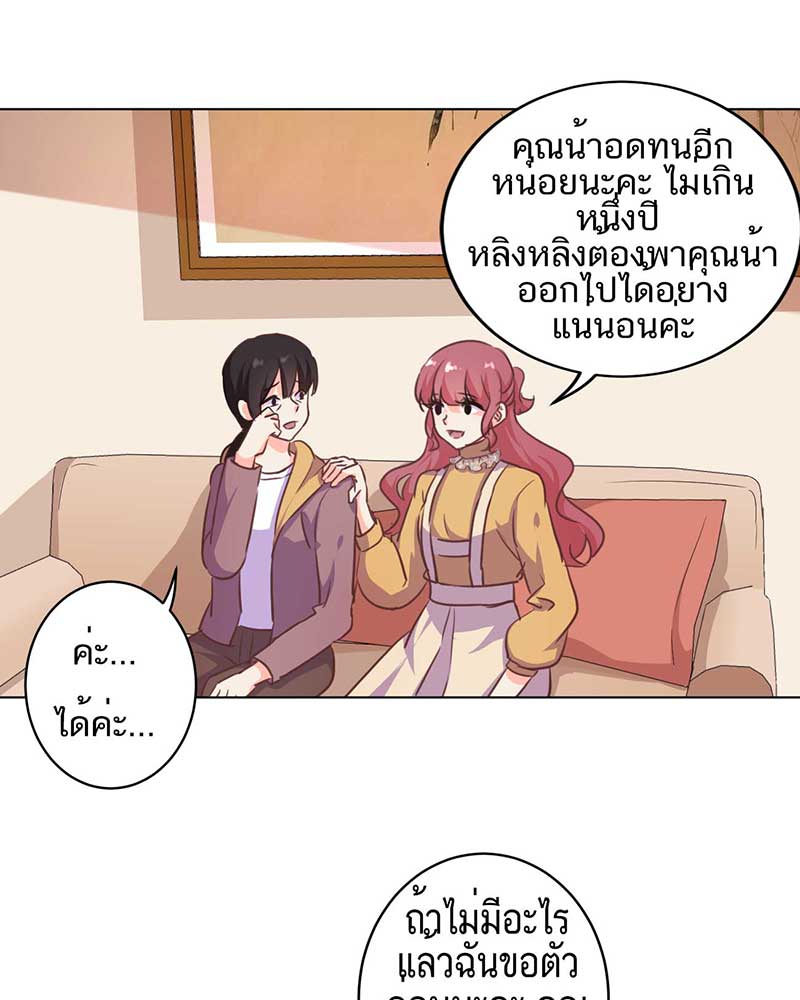 คุณน้าอดทนอีก
หน่อยนะคะ ไม่เกิน
หนึ่งปี
หลิงหลิงต้องพาคุณน้า
ออกไปได้อย่าง
แน่นอนค่ะ
ค่ะ...
ได้ค่ะ...
ถ้าไม่มีอะไร
แล้วฉันขอตัว